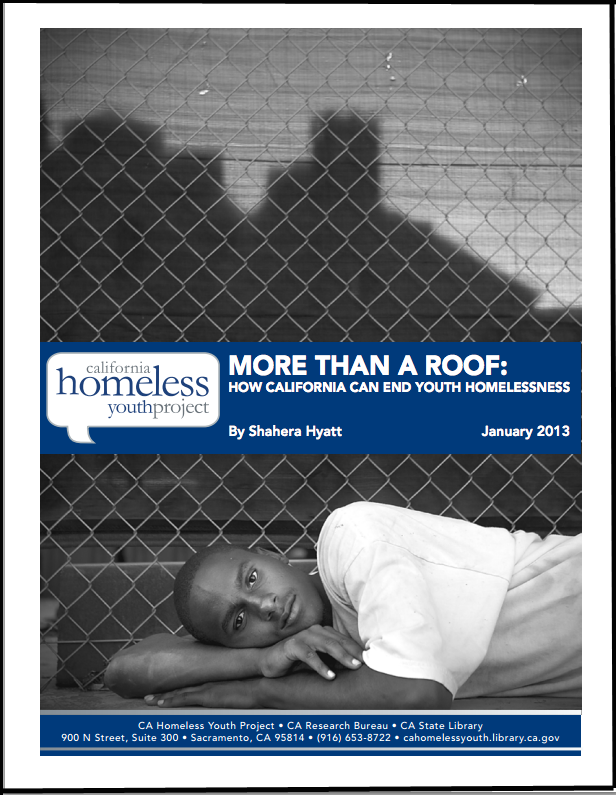 california
homeless
youthproject
MORE THAN A ROOF:
HOW CALIFORNIA CAN END YOUTH HOMELESSNESS
By Shahera Hyatt
January 2013
CA Homeless Youth Project • CA Research Bureau • CA State Library
900 N Street, Suite 300 • Sacramento, CA 95814 • (916) 653-8722 • cahomelessyouth.library.ca.gov